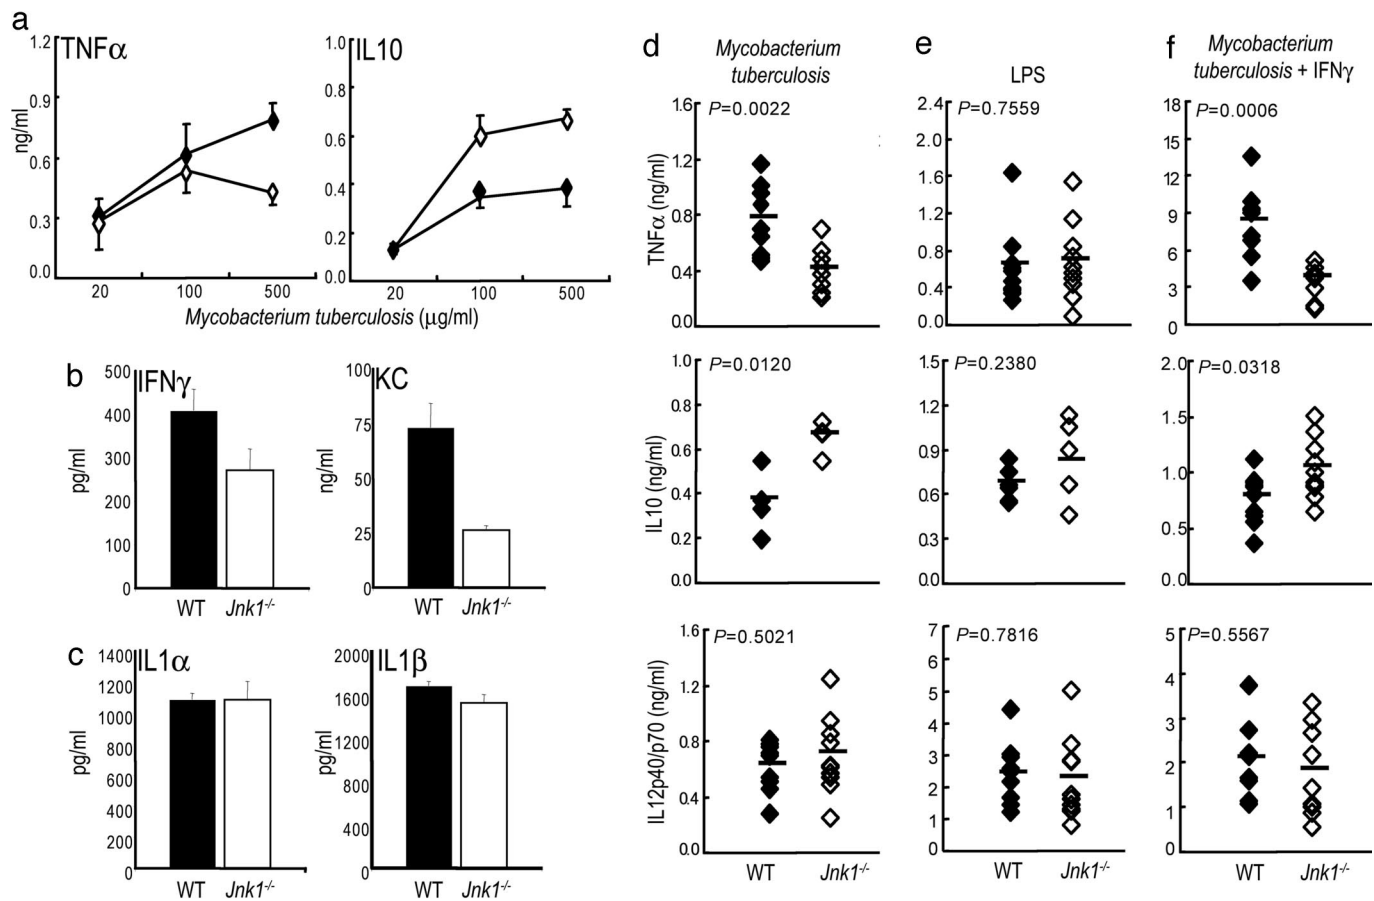 a
TNFα
IL10
1.2
0.9
0.6
0.3
0.0
ng/ml
1.0
0.8
0.6
0.4
0.2
0.0
20
100
500
20
100
500
Mycobacterium tuberculosis (μg/ml)
b
IFNγ
500
400
300
200
100
0
pg/ml
WT
Jnk1-/-
KC
100
75
50
25
0
ng/ml
WT
Jnk1-/-
c
IL1α
1400
1200
1000
800
600
400
200
0
pg/ml
WT
Jnk1-/-
IL1β
2000
1600
1200
800
400
0
pg/ml
WT
Jnk1-/-
d
Mycobacterium
tuberculosis
P=0.0022
1.6
1.2
0.8
0.4
0.0
TNFα (ng/ml)
P=0.0120
1.0
0.8
0.6
0.4
0.2
0.0
IL10 (ng/ml)
P=0.5021
1.6
1.2
0.8
0.4
0.0
IL12p40/p70 (ng/ml)
WT
Jnk1-/-
e
LPS
P=0.7559
2.4
2.0
1.6
1.2
0.8
0.4
0.0
P=0.2380
1.5
1.2
0.9
0.6
0.3
0.0
P=0.7816
7
6
5
4
3
2
1
0
WT
Jnk1-/-
f
Mycobacterium
tuberculosis + IFNγ
P=0.0006
18
15
12
9
6
3
0
P=0.0318
2.0
1.5
1.0
0.5
0.0
P=0.5567
5
4
3
2
1
0
WT
Jnk1-/-